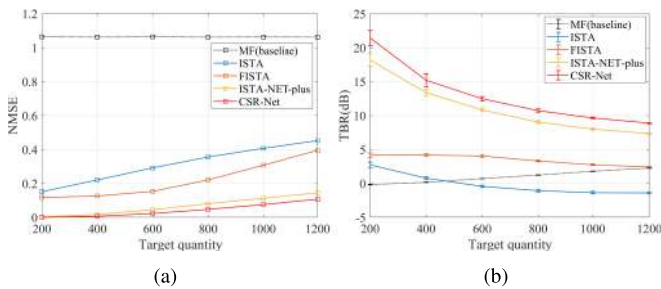 1.2
1
0.8
0.6
0.4
0.2
0
NMSE
200 400 600 800 1000 1200
Target quantity
MF(baseline)
ISTA
FISTA
ISTA-NET-plus
CSR-Net
(a)
25
20
15
10
5
0
-5
TBR(dB)
200 400 600 800 1000 1200
Target quantity
MF(baseline)
ISTA
FISTA
ISTA-NET-plus
CSR-Net
(b)